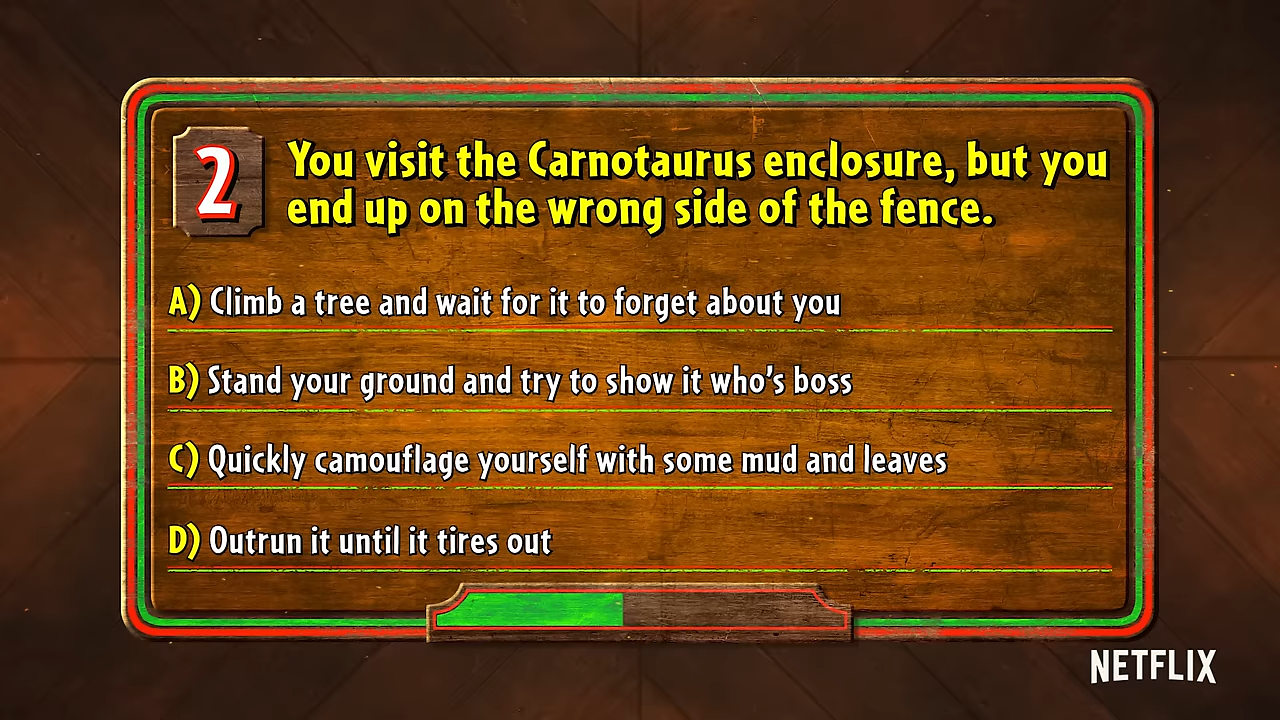 2
You visit the Carnotaurus enclosure, but you
end up on the wrong side of the fence.
A) Climb a tree and wait for it to forget about you
B) Stand your ground and try to show it who's boss
C) Quickly camouflage yourself with some mud and leaves
D) Outrun it until it tires out
NETFLIX